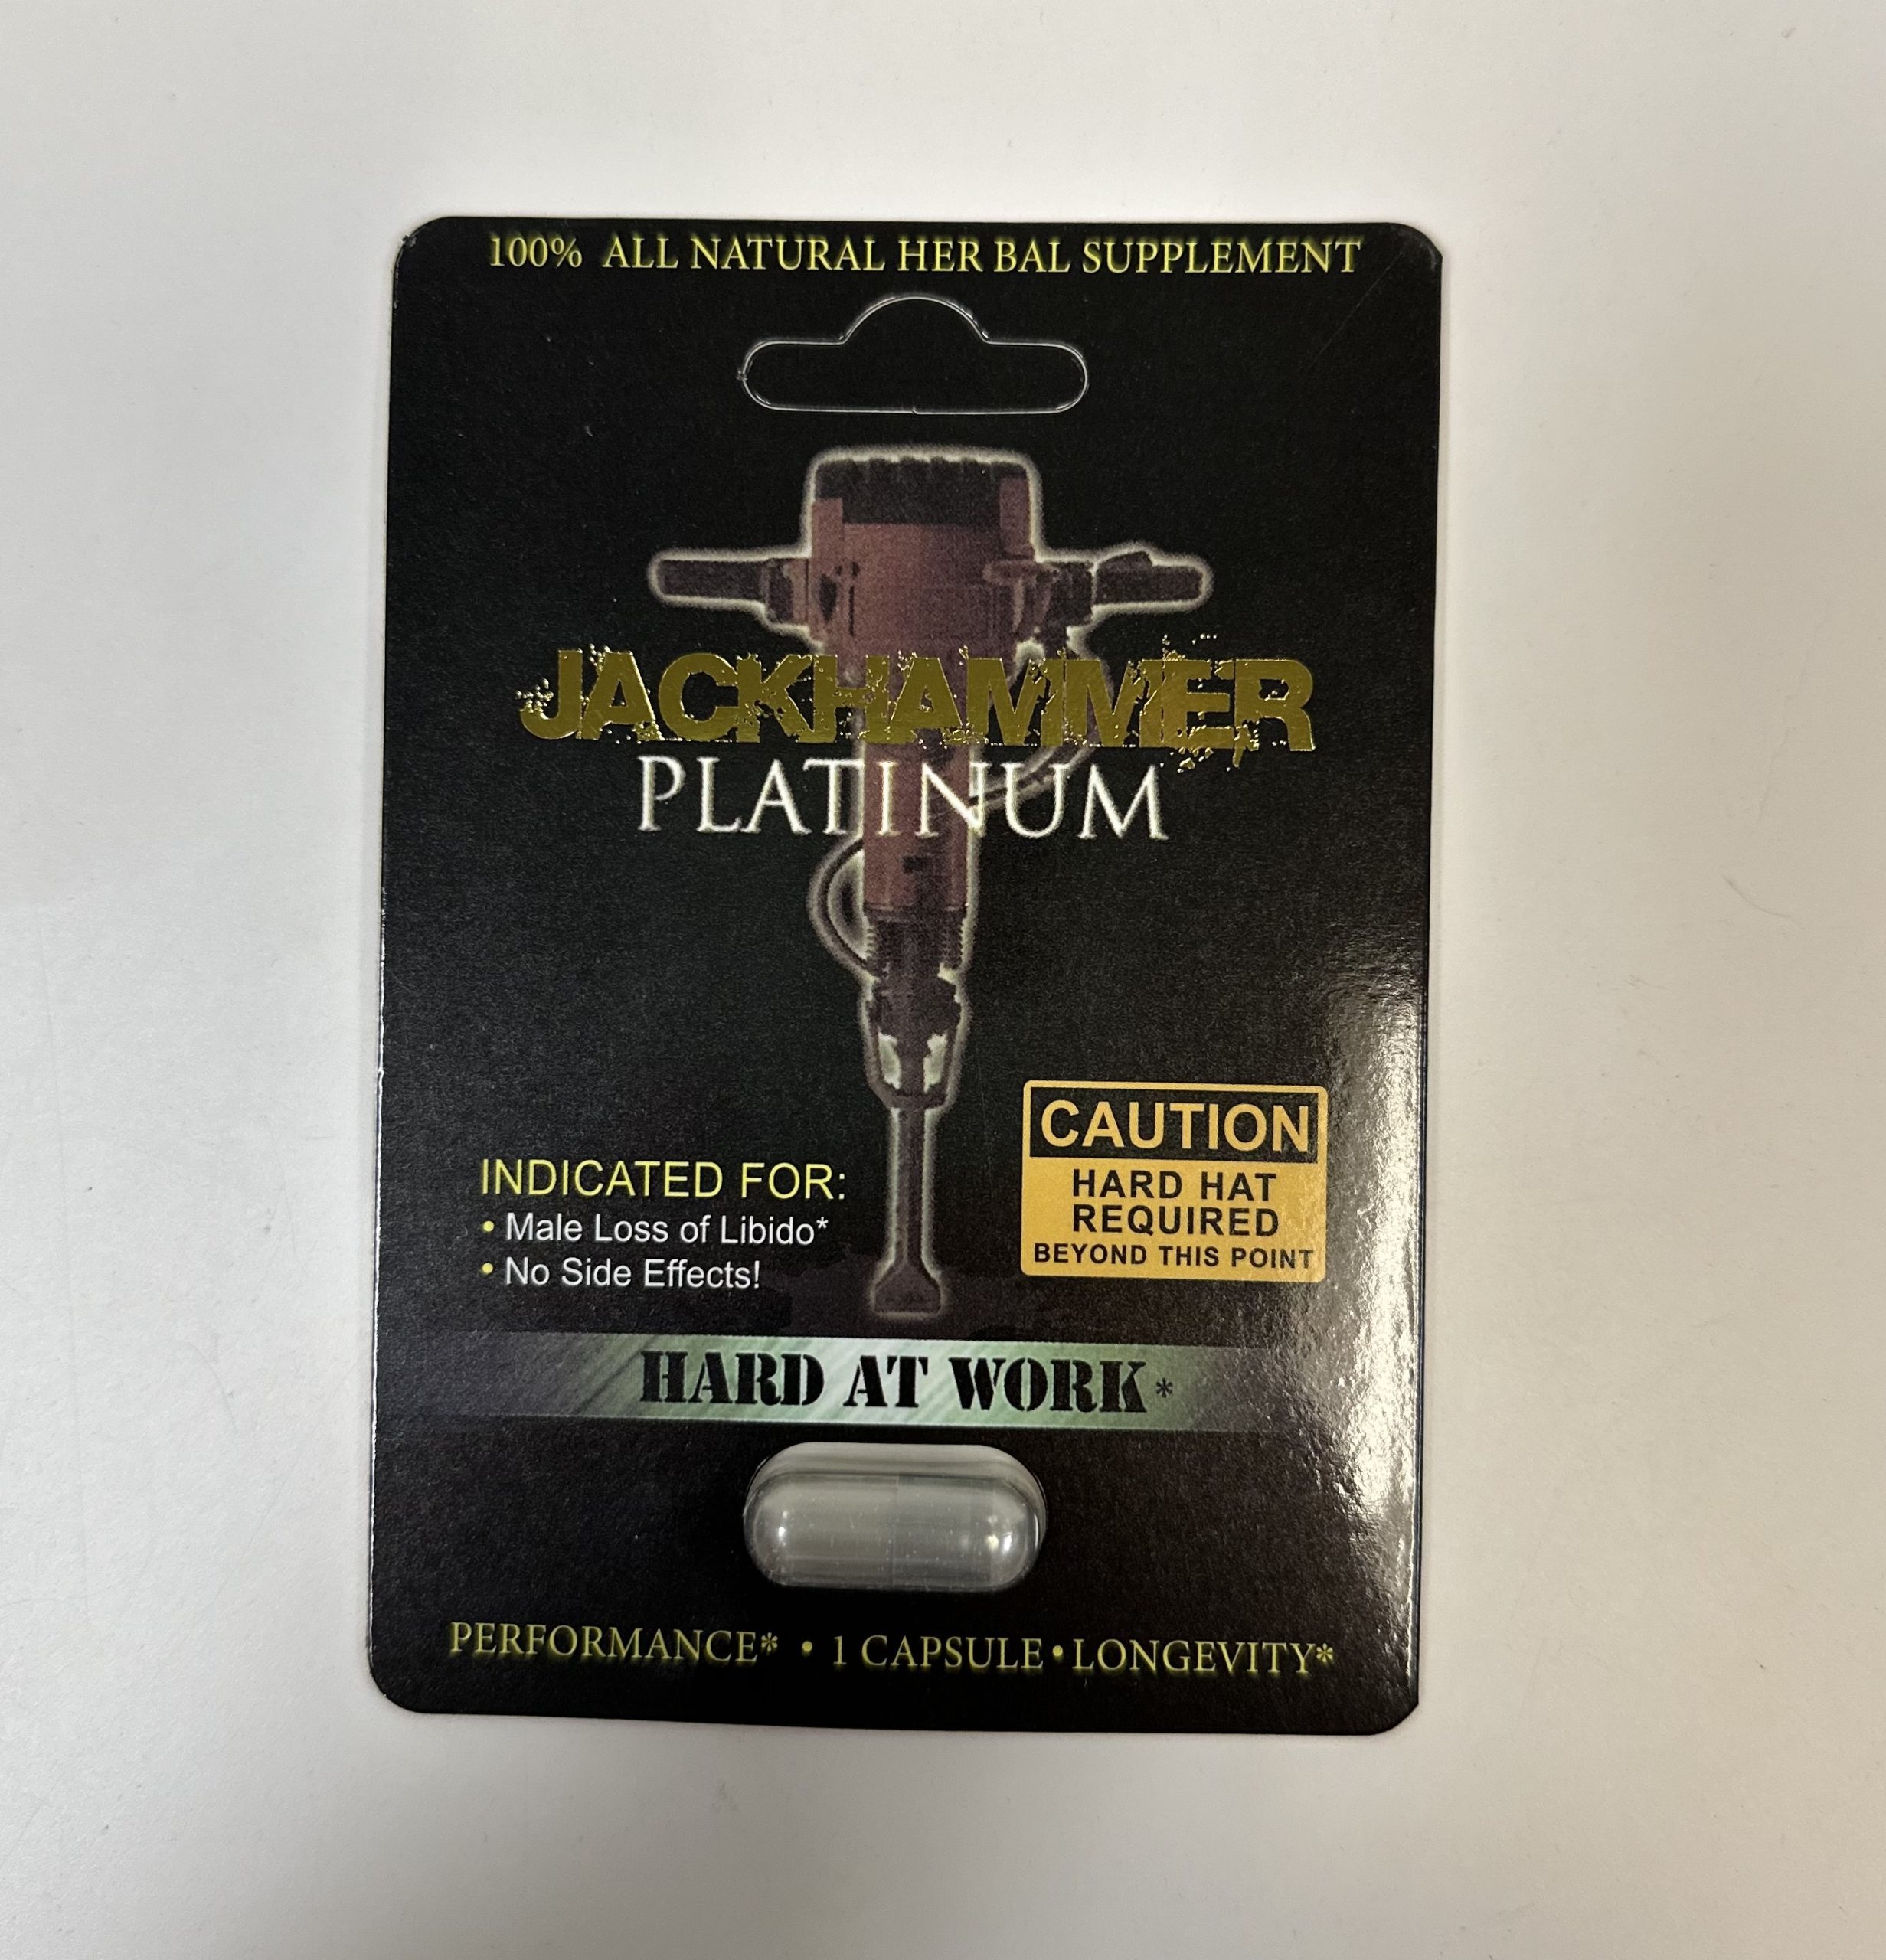 100% ALL NATURAL HER BAL SUPPLEMENT
JACKHAMMER
PLATINUM
INDICATED FOR:
• Male Loss of Libido*
• No Side Effects!
CAUTION
HARD HAT
REQUIRED
BEYOND THIS POINT
HARD AT WORK*
PERFORMANCE* • 1 CAPSULE • LONGEVITY*